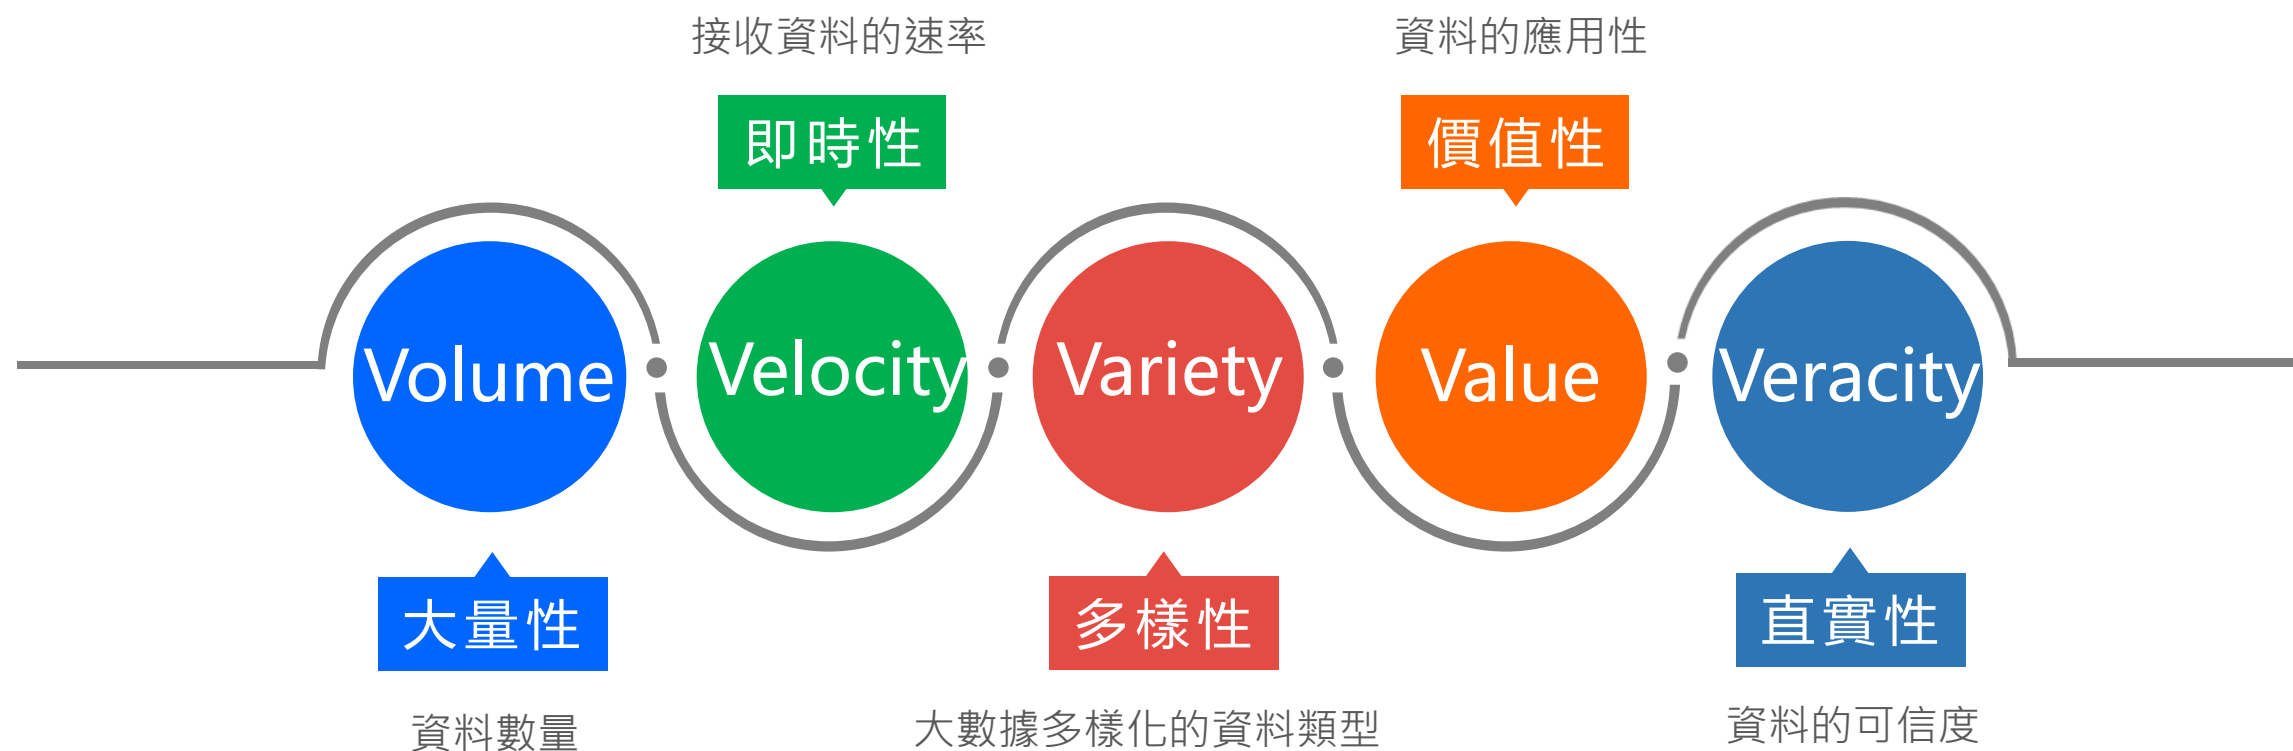 接收資料的速率
資料的應用性
即時性
價值性
Volume
Velocity
Variety
Value
Veracity
大量性
多樣性
直實性
資料數量
大數據多樣化的資料類型
資料的可信度